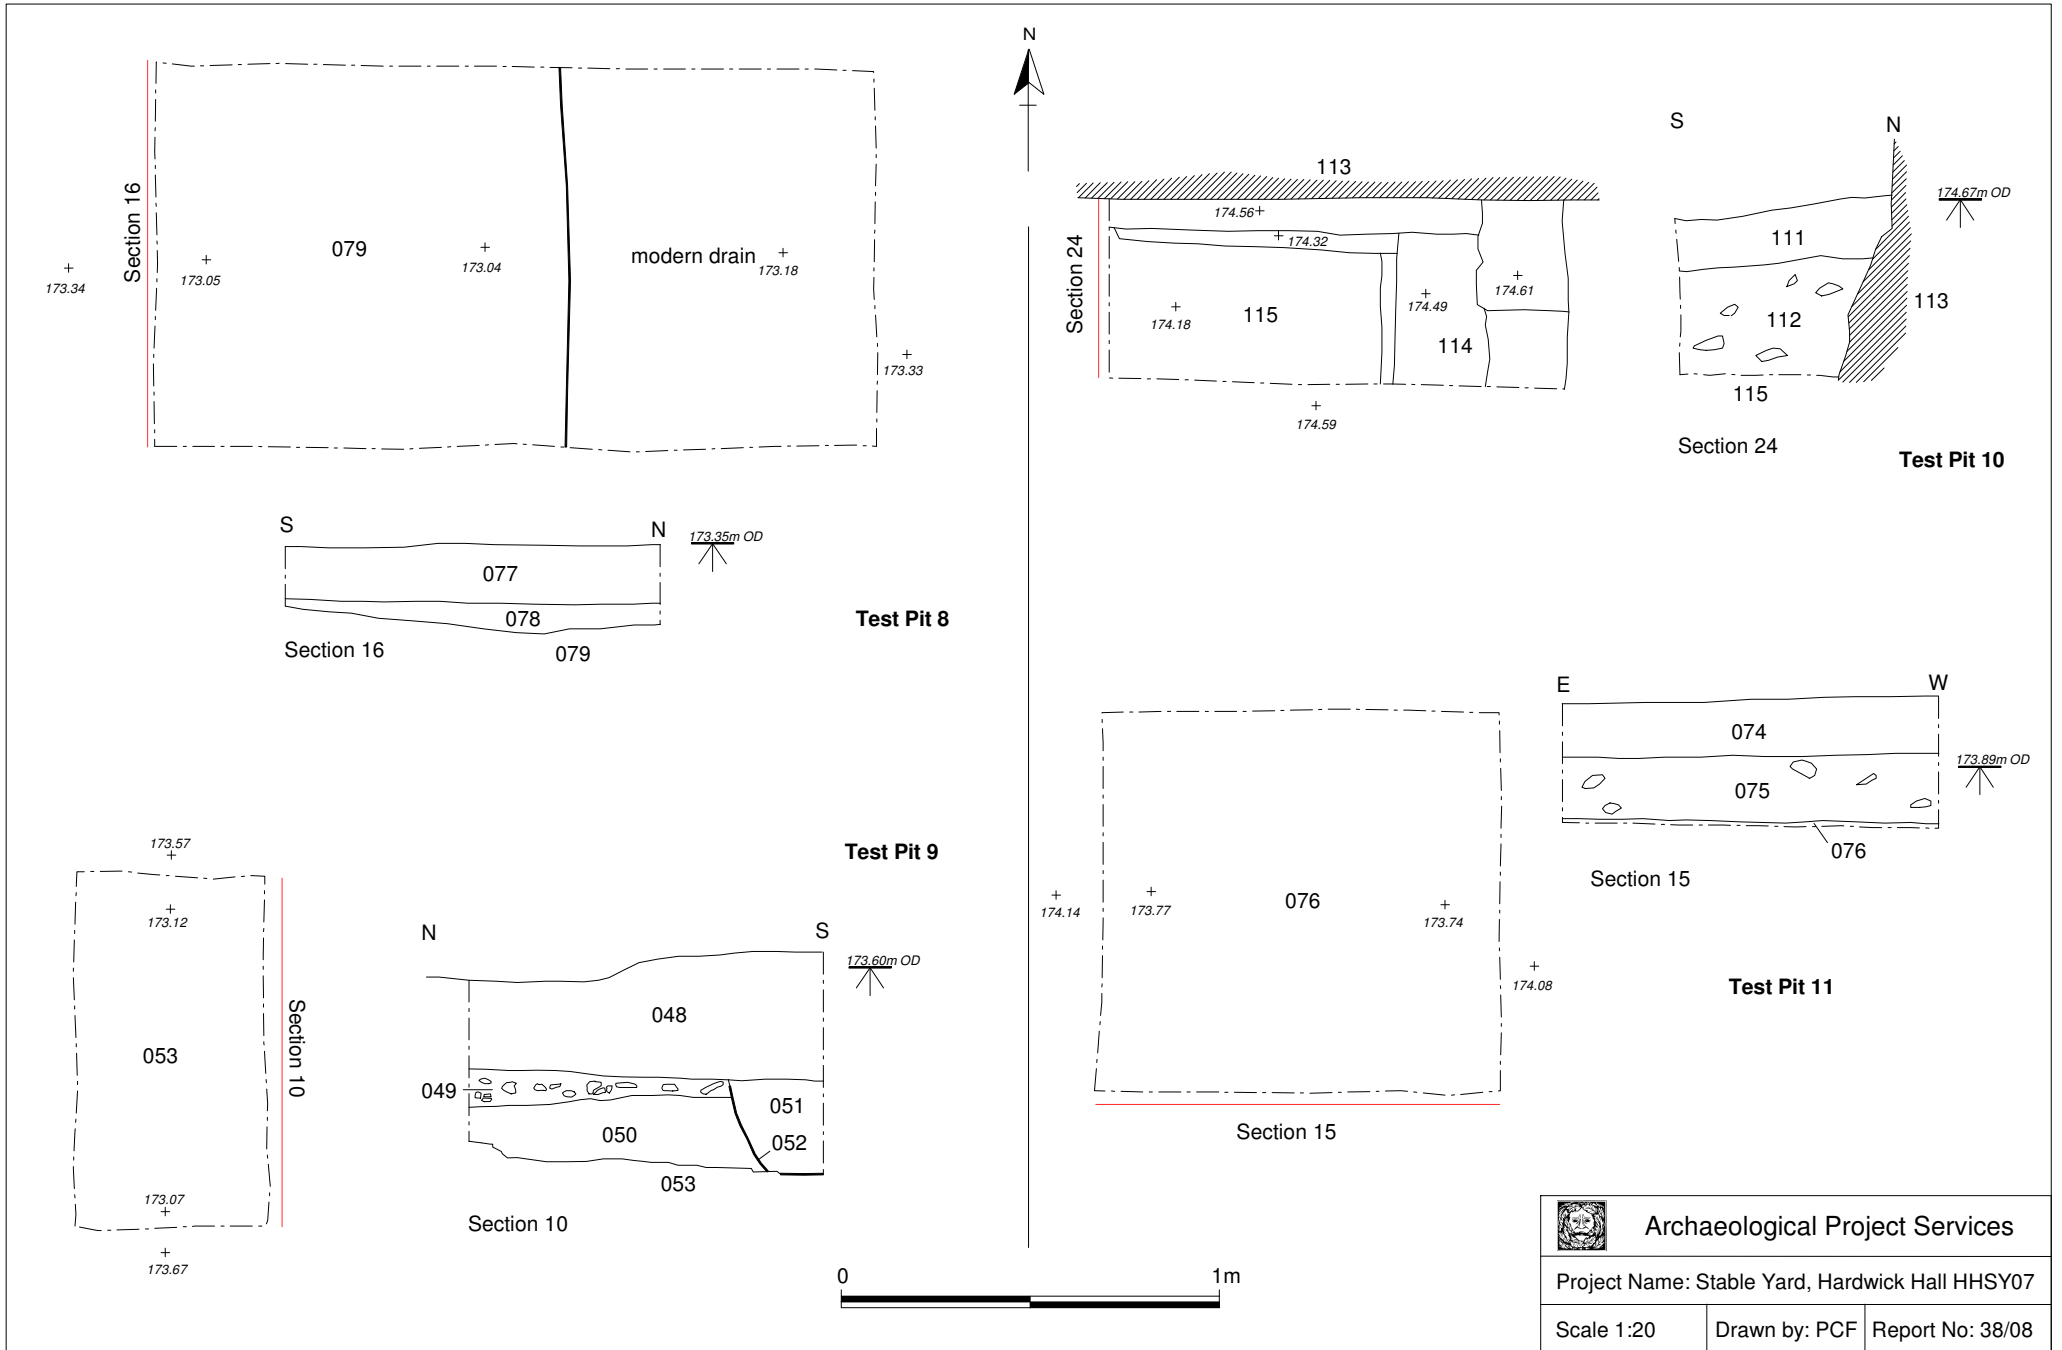 N
Section 16
079
modern drain
173.34
173.05
173.04
173.18
173.33
S
N
173.35m OD
077
078
079
Section 16
Test Pit 8
113
174.56
174.32
Section 24
174.18
115
174.49
174.61
114
174.59
S
N
174.67m OD
111
112
113
115
Section 24
Test Pit 10
173.57
173.12
053
Section 10
173.07
173.67
Test Pit 9
N
S
173.60m OD
048
049
050
051
052
053
Section 10
E
W
074
173.89m OD
075
076
Section 15
174.14
173.77
076
173.74
174.08
Test Pit 11
Section 15
0 1m
Archaeological Project Services
Project Name: Stable Yard, Hardwick Hall HHSY07
Scale 1:20 Drawn by: PCF Report No: 38/08